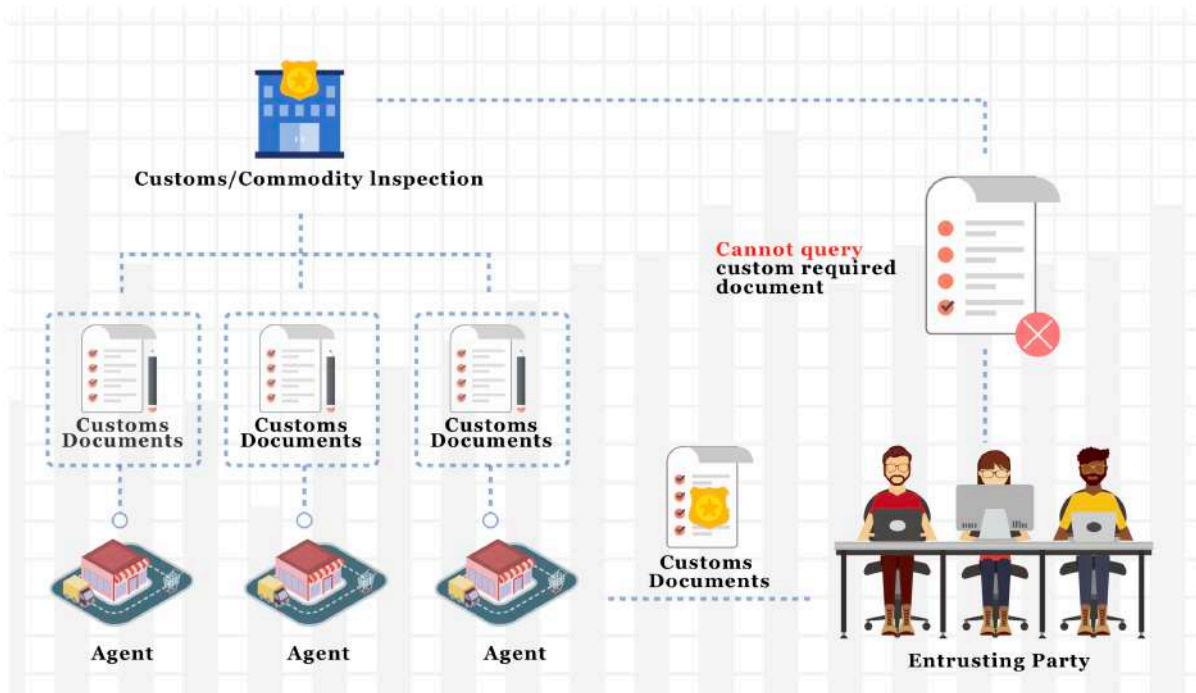 Customs/Commodity Inspection
Cannot query
custom required
document
Customs
Documents
Customs
Documents
Customs
Documents
Customs
Documents
Agent
Agent
Agent
Entrusting Party